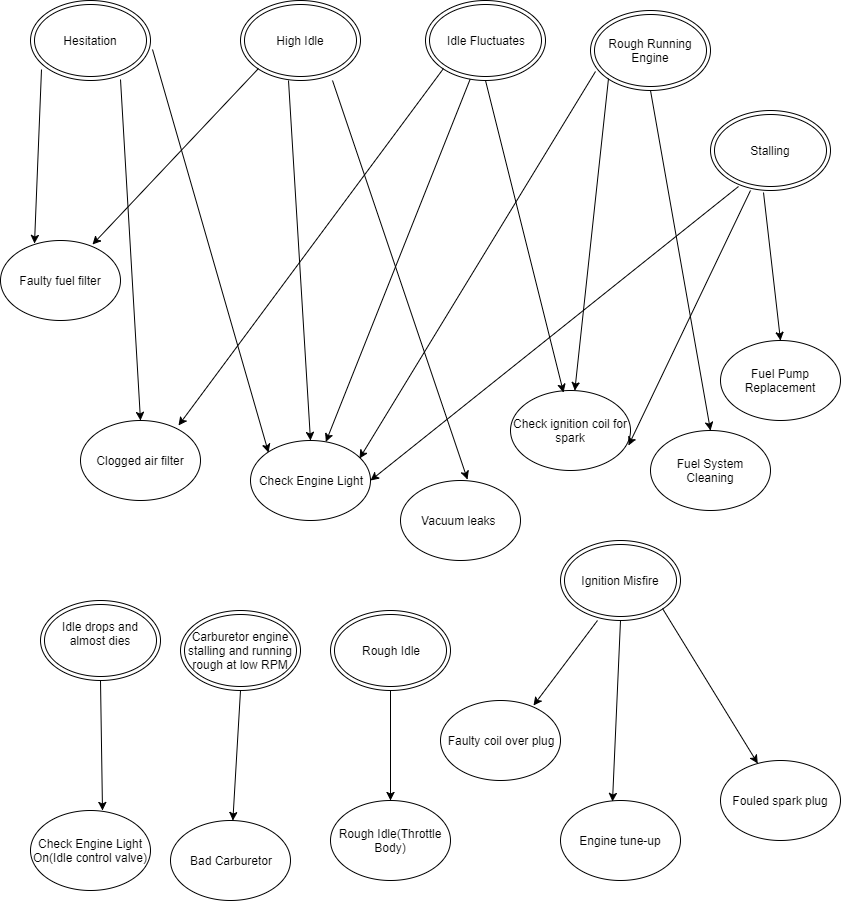 Hesitation
High Idle
Idle Fluctuates
Rough Running
Engine
Stalling
Faulty fuel filter
Fuel Pump
Replacement
Check ignition coil for
spark
Clogged air filter
Check Engine Light
Fuel System
Cleaning
Vacuum leaks
Ignition Misfire
Idle drops and
almost dies
Carburetor engine
stalling and running
rough at low RPM
Rough Idle
Faulty coil over plug
Fouled spark plug
Check Engine Light
On(Idle control valve)
Bad Carburetor
Rough Idle(Throttle
Body)
Engine tune-up